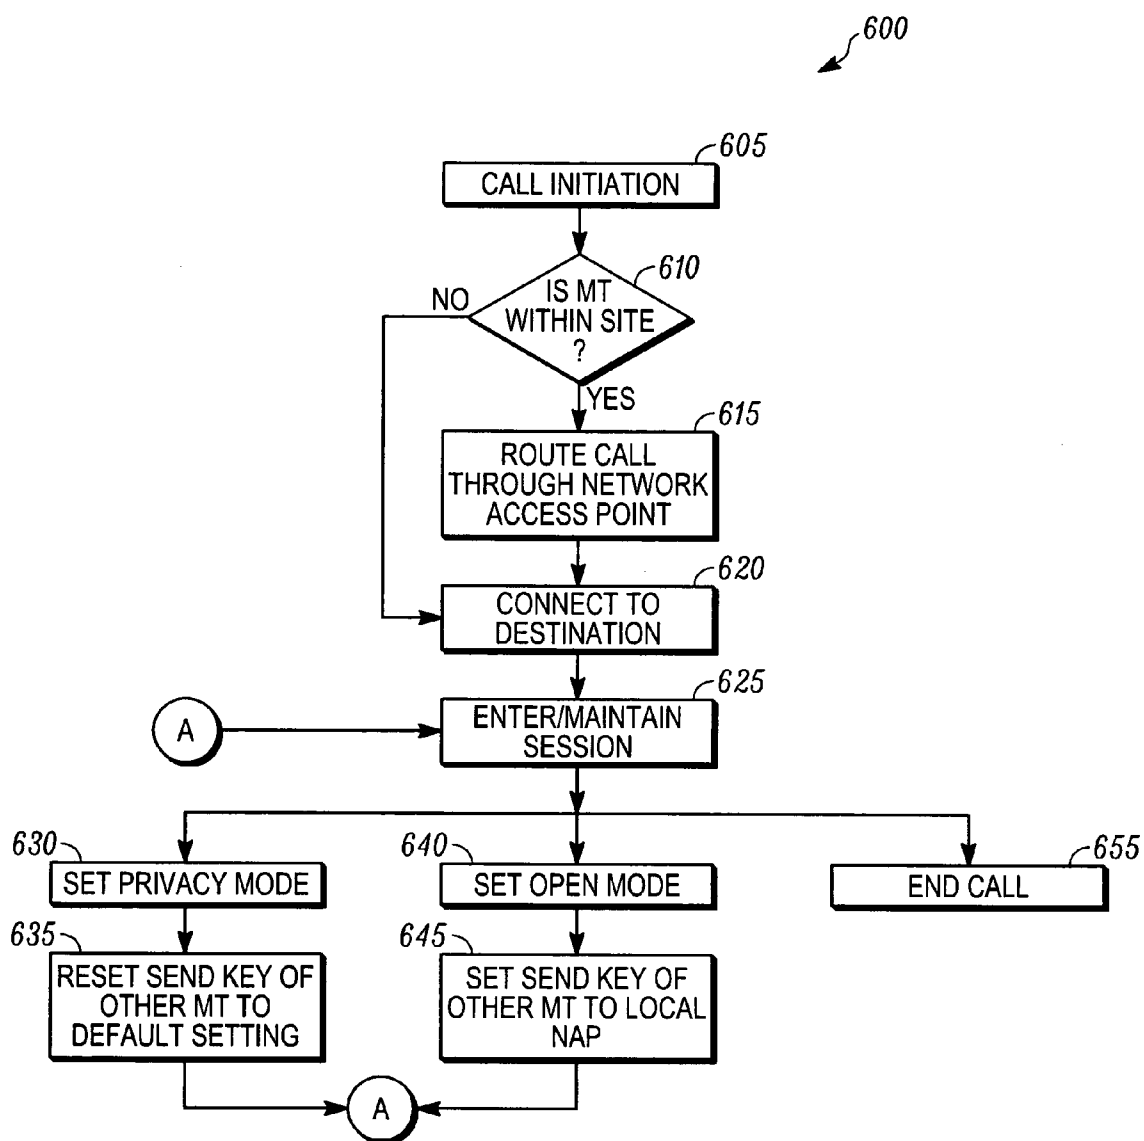 600
605
CALL INITIATION
610
IS MT
WITHIN SITE
?
NO
YES
615
ROUTE CALL
THROUGH NETWORK
ACCESS POINT
620
CONNECT TO
DESTINATION
625
A
ENTER/MAINTAIN
SESSION
630
SET PRIVACY MODE
640
SET OPEN MODE
655
END CALL
635
RESET SEND KEY OF
OTHER MT TO
DEFAULT SETTING
645
SET SEND KEY OF
OTHER MT TO LOCAL
NAP
A